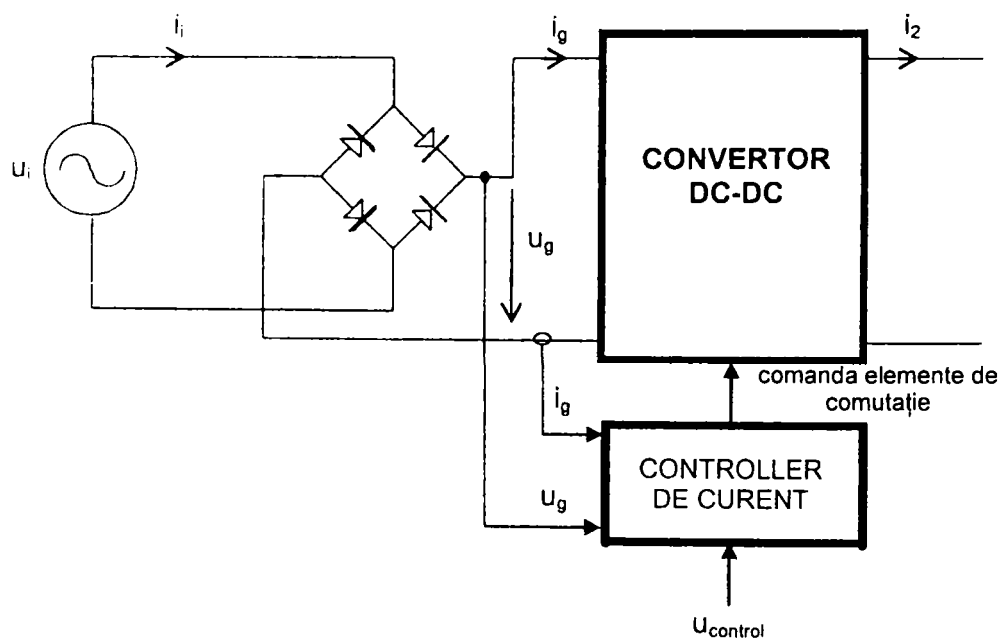 i_i
i_g
i_2
u_i
CONVERTOR
DC-DC
u_g
comanda elemente de
comutație
i_g
CONTROLLER
DE CURENT
u_g
u_control